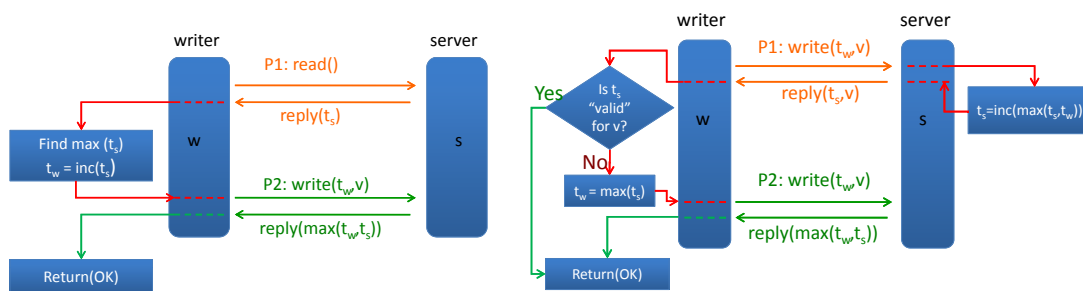 writer
server
P1: read()
reply(ts)
w
s
Find max (ts)
tw = inc(ts)
P2: write(tw,v)
reply(max(tw,ts))
Return(OK)
writer
server
P1: write(tw,v)
reply(ts,v)
Yes
Is ts
“valid”
for v?
w
s
ts=inc(max(ts,tw))
No
tw = max(ts)
P2: write(tw,v)
reply(max(tw,ts))
Return(OK)